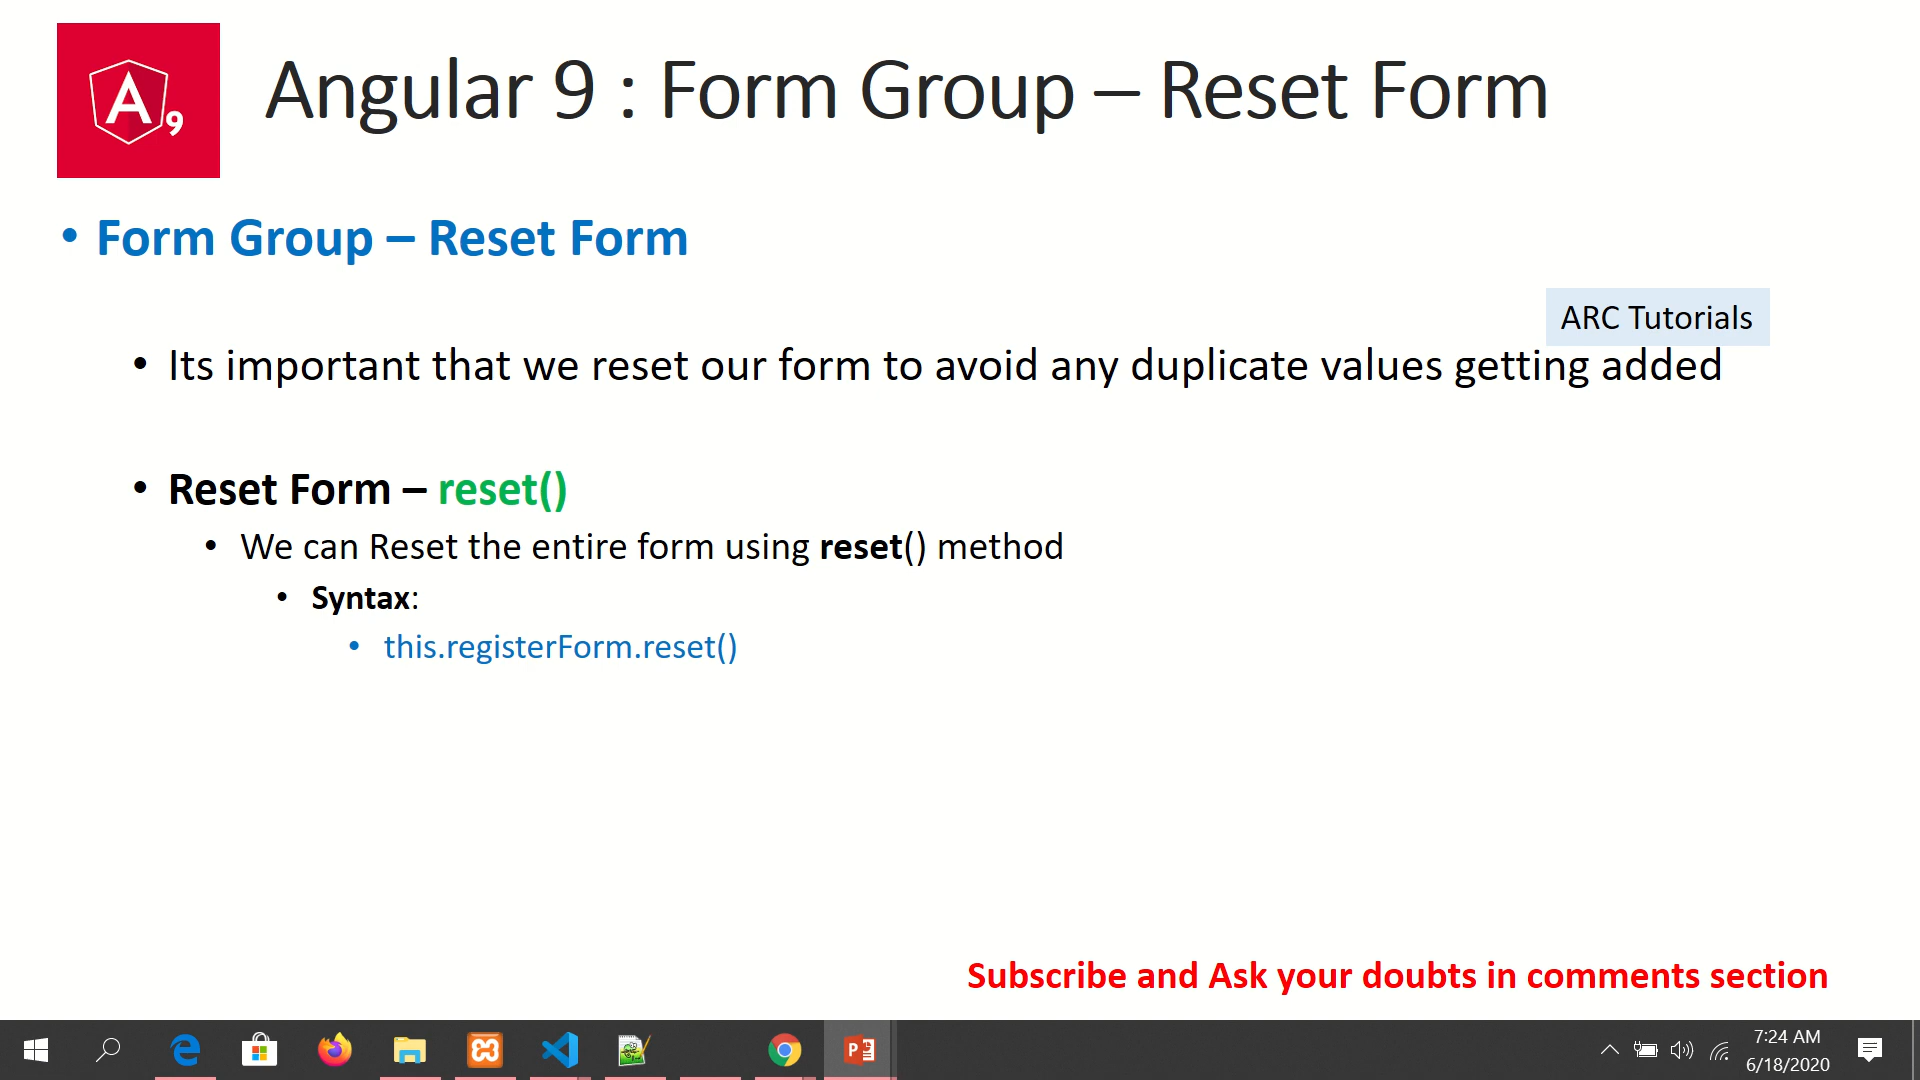 A9
Angular 9 : Form Group – Reset Form
• Form Group – Reset Form
ARC Tutorials
• Its important that we reset our form to avoid any duplicate values getting added
• Reset Form – reset()
• We can Reset the entire form using reset() method
• Syntax:
• this.registerForm.reset()
Subscribe and Ask your doubts in comments section
7:24 AM
6/18/2020